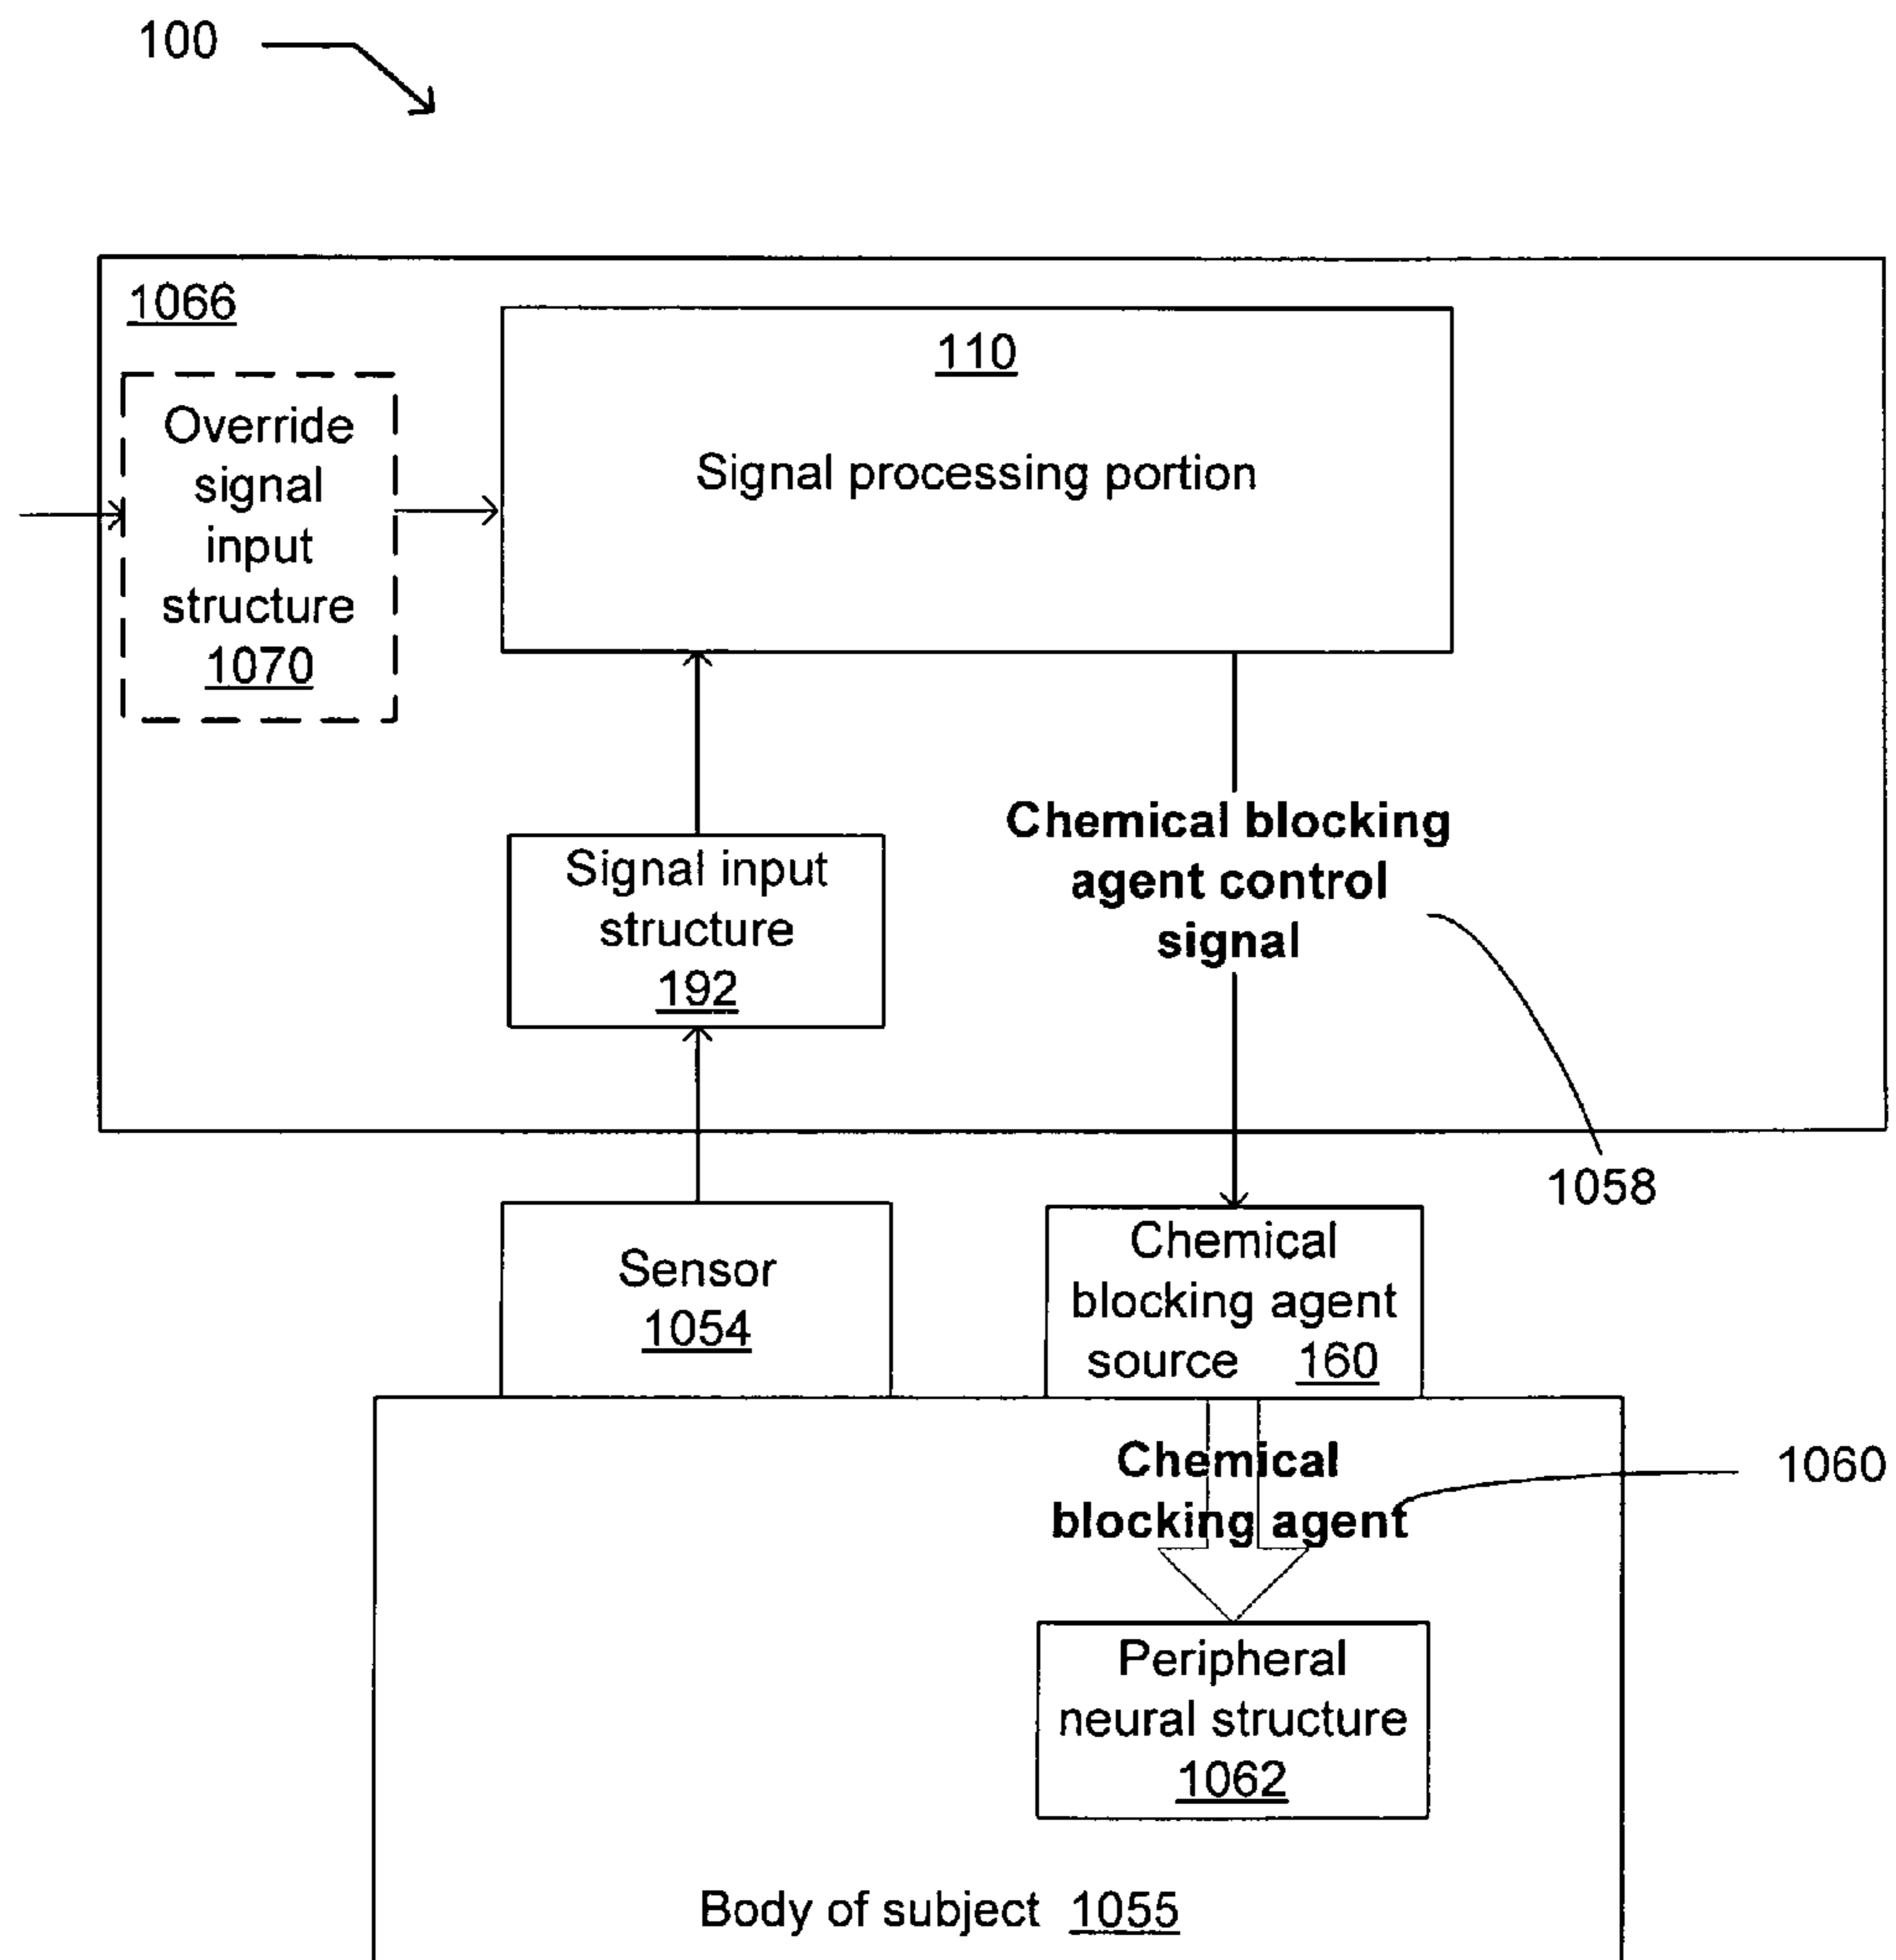 100
1066
110
Override
signal
input
structure
1070
Signal processing portion
Signal input
structure
192
Chemical blocking
agent control
signal
1058
Sensor
1054
Chemical
blocking agent
source 160
Chemical
blocking agent
1060
Peripheral
neural structure
1062
Body of subject 1055